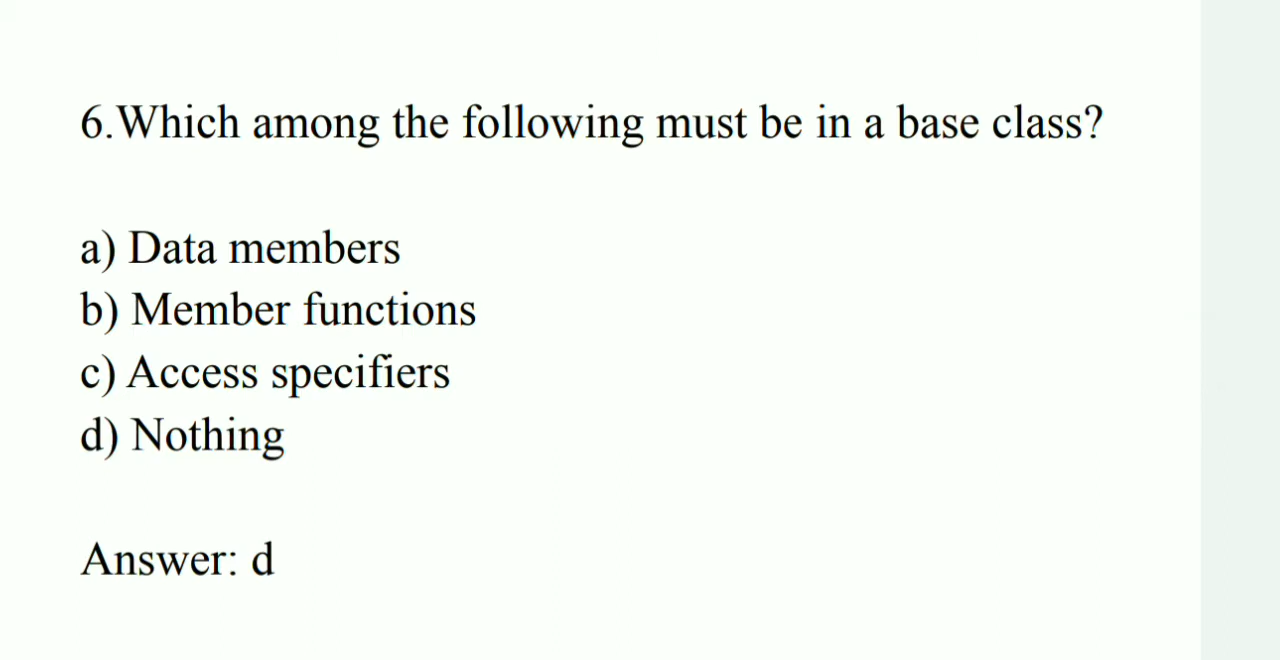 6.Which among the following must be in a base class?
a) Data members
b) Member functions
c) Access specifiers
d) Nothing
Answer: d